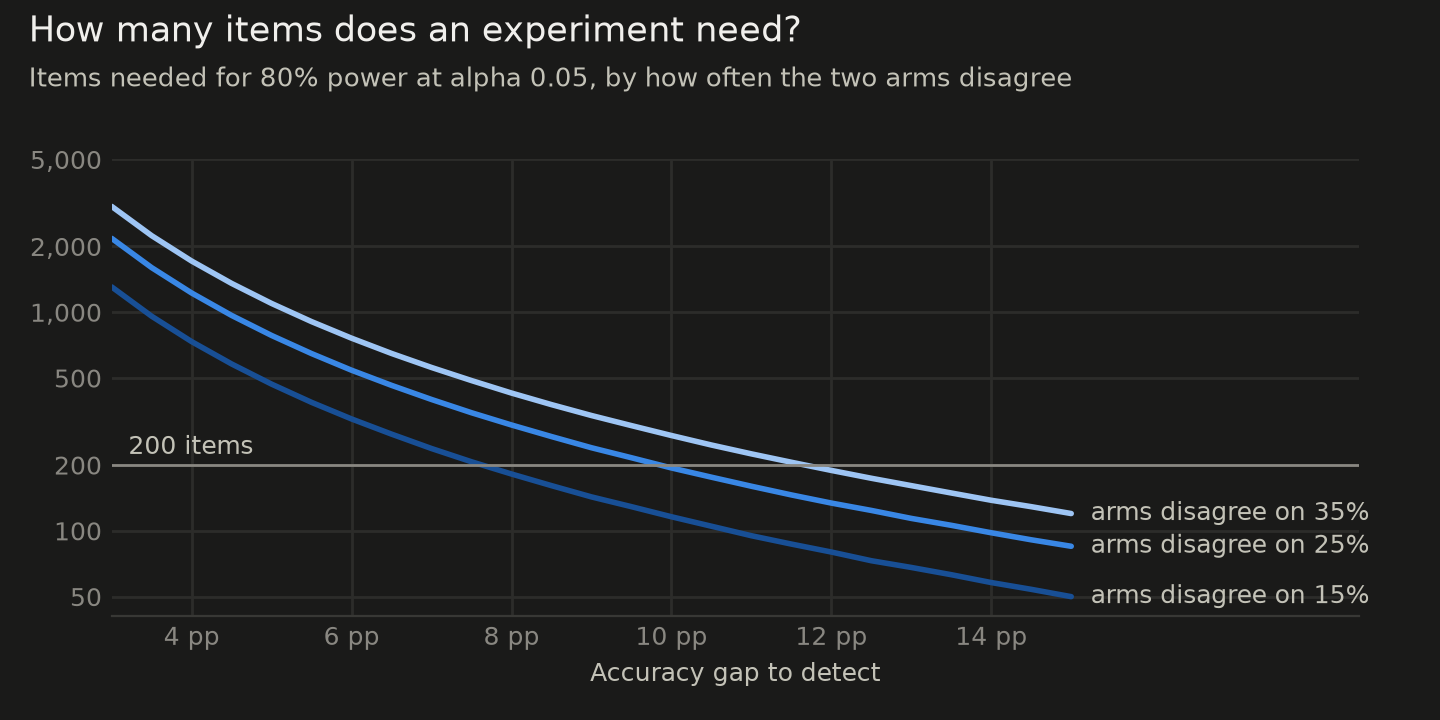 How many items does an experiment need?
Items needed for 80% power at alpha 0.05, by how often the two arms disagree
5,000
2,000
1,000
500
200 items
200
arms disagree on 35%
100
arms disagree on 25%
arms disagree on 15%
50
4 pp 6 pp 8 pp 10 pp 12 pp 14 pp
Accuracy gap to detect